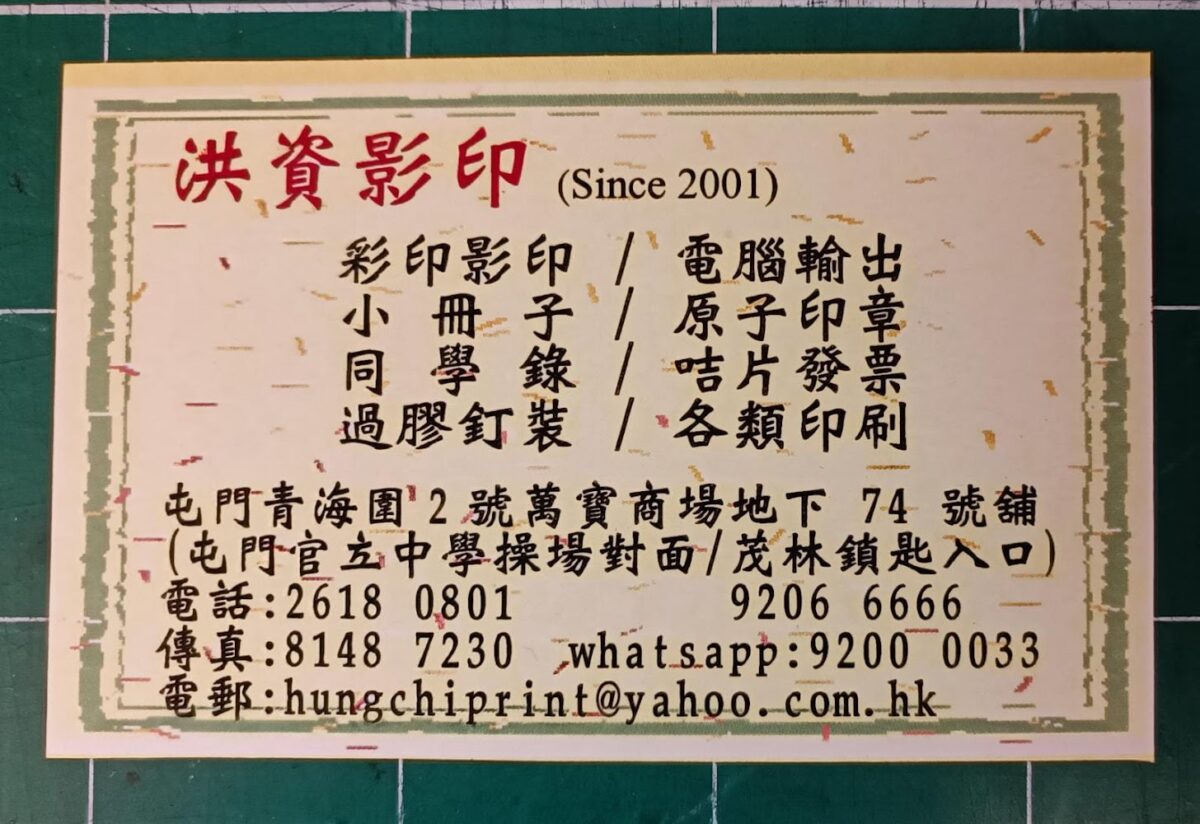 洪資影印 (Since 2001)
彩印影印 / 電腦輸出
小冊子 / 原子印章
同學錄 / 咭片發票
過膠釘裝 / 各類印刷
屯門青海圍2號萬寶商場地下 74 號舖
(屯門官立中學操場對面/茂林鎖匙入口)
電話:2618 0801 9206 6666
傳真:8148 7230 whatsapp:9200 0033
電郵:hungchiprint@yahoo.com.hk